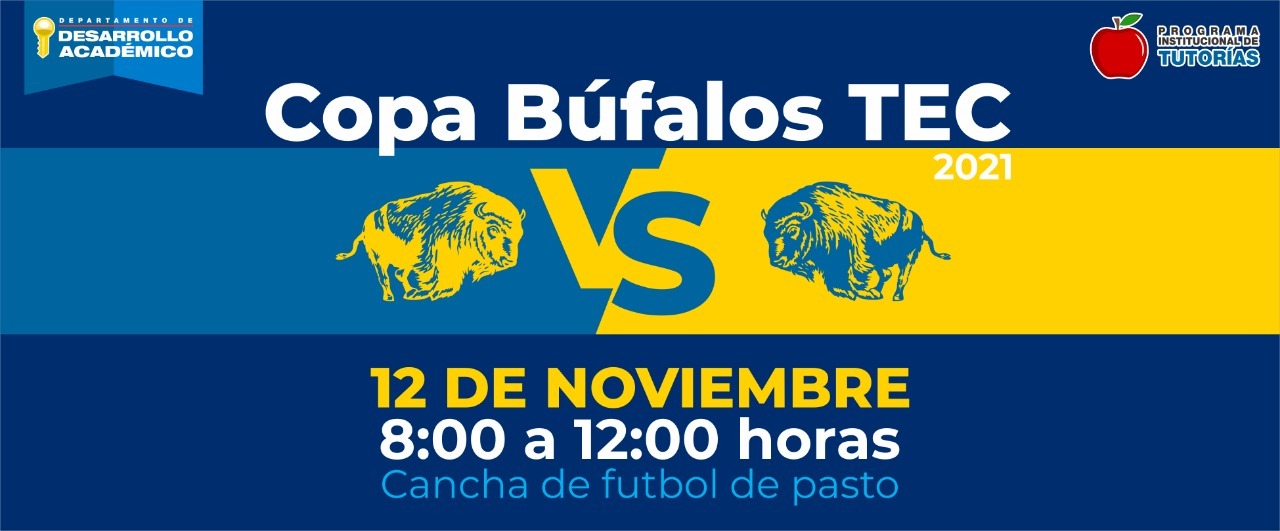 DEPARTAMENTO DE
DESARROLLO
ACADÉMICO
PROGRAMA
INSTITUCIONAL DE
TUTORÍAS
Copa Búfalos TEC
2021
VS
12 DE NOVIEMBRE
8:00 a 12:00 horas
Cancha de futbol de pasto